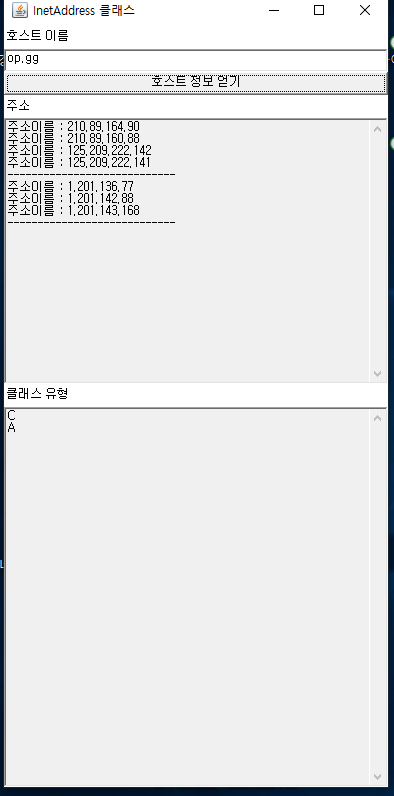 InetAddress 클래스
호스트 이름
op.gg
호스트 정보 얻기
주소
주소이름 : 210.89.164.90
주소이름 : 210.89.160.88
주소이름 : 125.209.222.142
주소이름 : 125.209.222.141
----------------------------
주소이름 : 1.201.136.77
주소이름 : 1.201.142.88
주소이름 : 1.201.143.168
----------------------------
클래스 유형
C
A